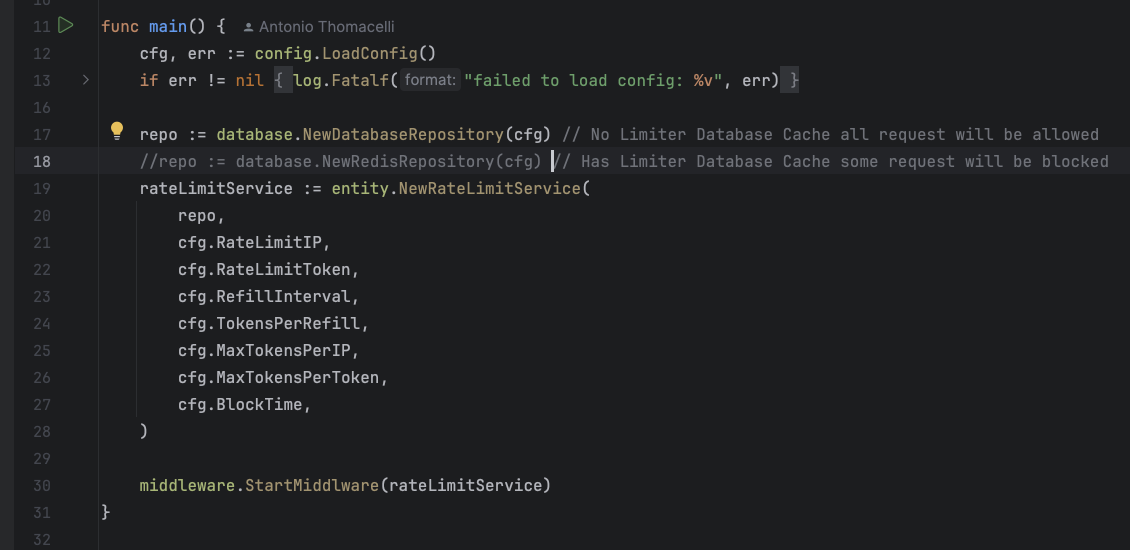 10
11 func main() { Antonio Thomacelli
12 cfg, err := config.LoadConfig()
13 if err != nil { log.Fatalf( format: "failed to load config: %v", err) }
16
17 repo := database.NewDatabaseRepository(cfg) // No Limiter Database Cache all request will be allowed
18 //repo := database.NewRedisRepository(cfg) // Has Limiter Database Cache some request will be blocked
19 rateLimitService := entity.NewRateLimitService(
20 repo,
21 cfg.RateLimitIP,
22 cfg.RateLimitToken,
23 cfg.RefillInterval,
24 cfg.TokensPerRefill,
25 cfg.MaxTokensPerIP,
26 cfg.MaxTokensPerToken,
27 cfg.BlockTime,
28 )
29
30 middleware.StartMiddlware(rateLimitService)
31 }
32